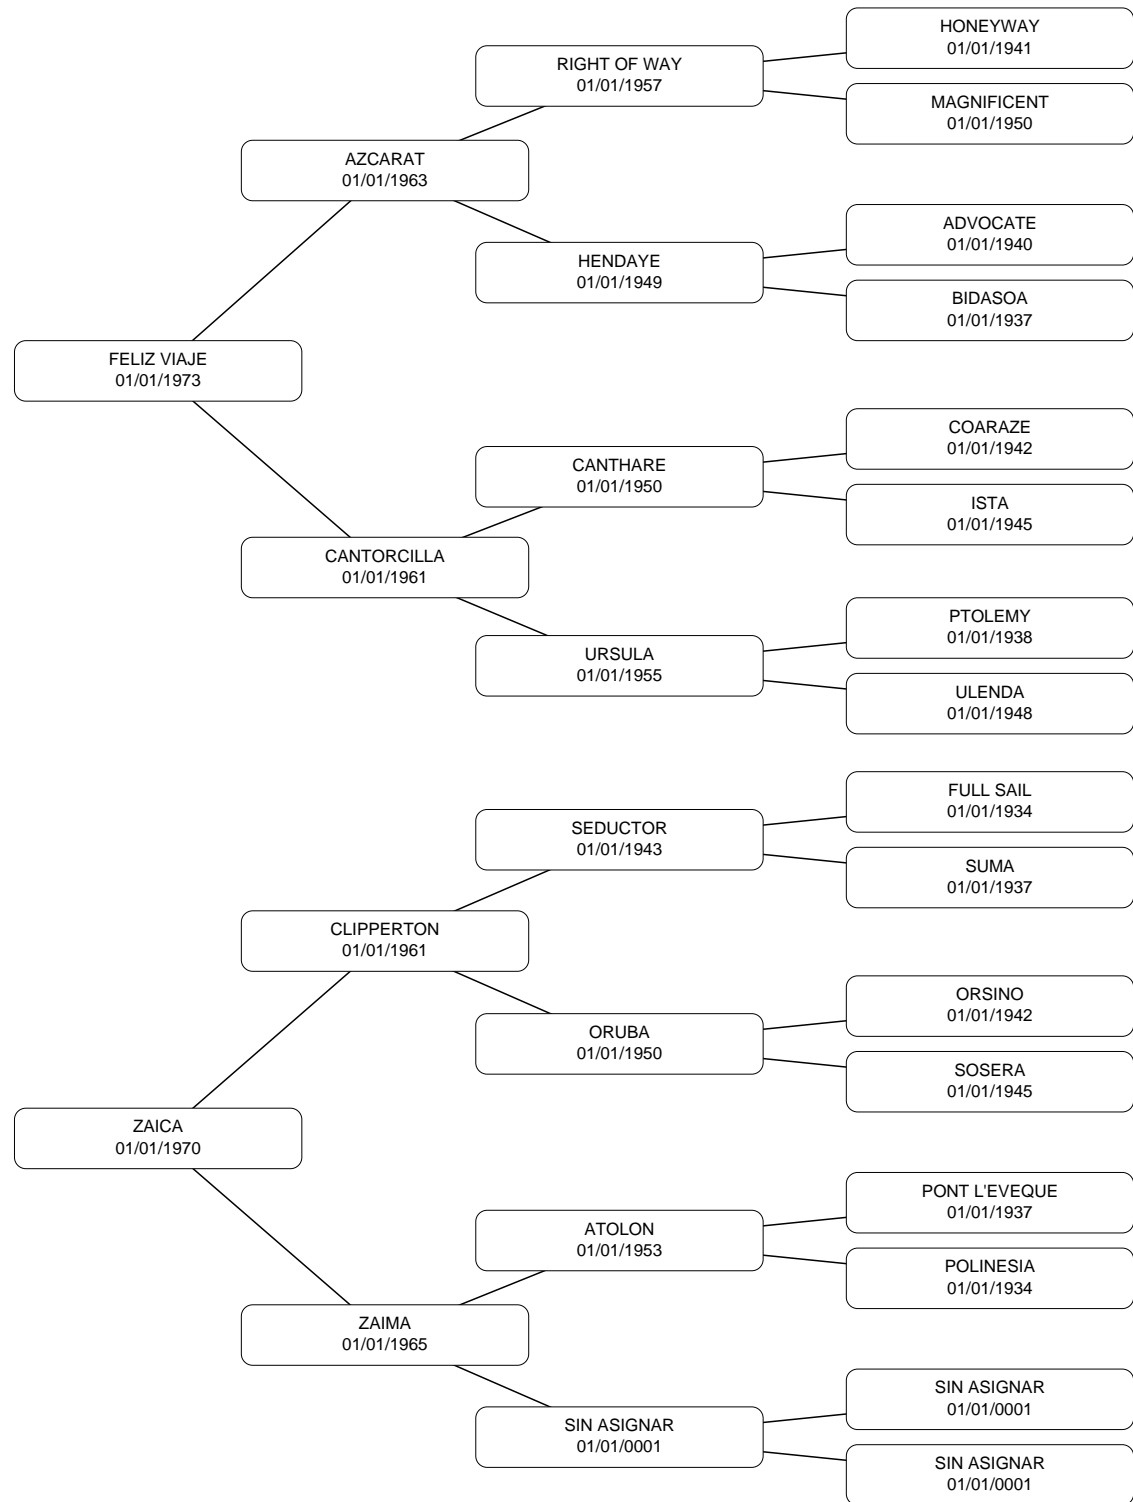 HONEYWAY
01/01/1941
RIGHT OF WAY
01/01/1957
MAGNIFICENT
01/01/1950
AZCARAT
01/01/1963
ADVOCATE
01/01/1940
HENDAYE
01/01/1949
BIDASOA
01/01/1937
FELIZ VIAJE
01/01/1973
COARAZE
01/01/1942
CANTHARE
01/01/1950
ISTA
01/01/1945
CANTORCILLA
01/01/1961
PTOLEMY
01/01/1938
URSULA
01/01/1955
ULENDA
01/01/1948
FULL SAIL
01/01/1934
SEDUCTOR
01/01/1943
SUMA
01/01/1937
CLIPPERTON
01/01/1961
ORSINO
01/01/1942
ORUBA
01/01/1950
SOSERA
01/01/1945
ZAICA
01/01/1970
PONT L'EVEQUE
01/01/1937
ATOLON
01/01/1953
POLINESIA
01/01/1934
ZAIMA
01/01/1965
SIN ASIGNAR
01/01/0001
SIN ASIGNAR
01/01/0001
SIN ASIGNAR
01/01/0001